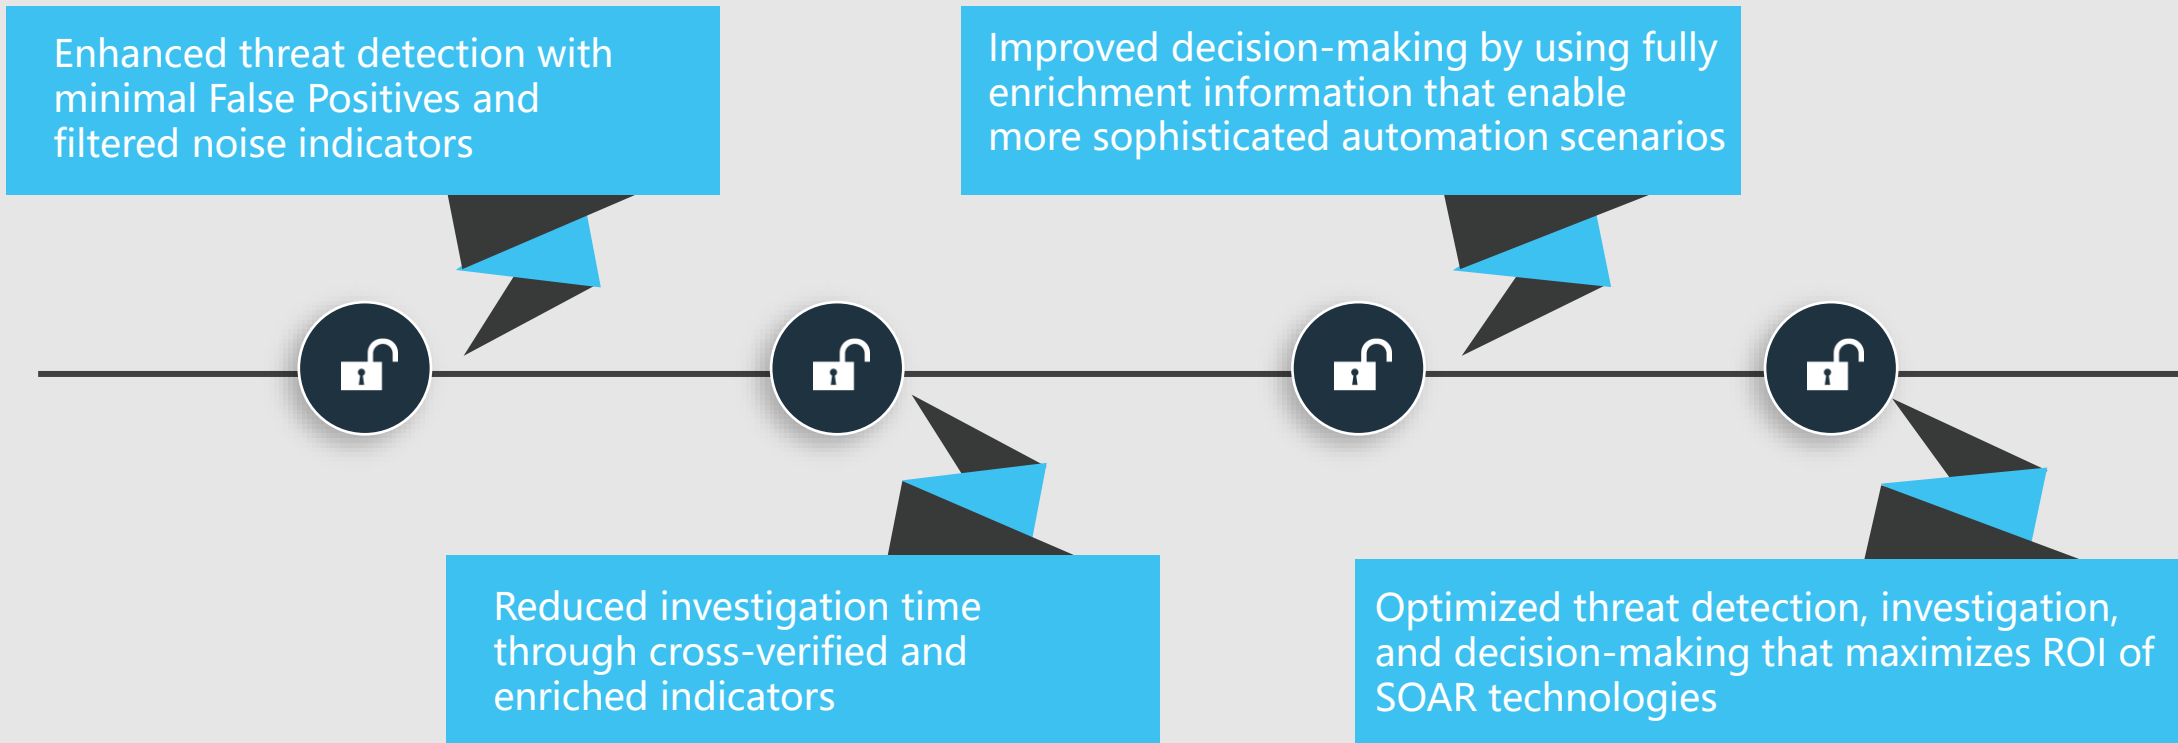 Enhanced threat detection with
minimal False Positives and
filtered noise indicators
Improved decision-making by using fully
enrichment information that enable
more sophisticated automation scenarios
Reduced investigation time
through cross-verified and
enriched indicators
Optimized threat detection, investigation,
and decision-making that maximizes ROI of
SOAR technologies